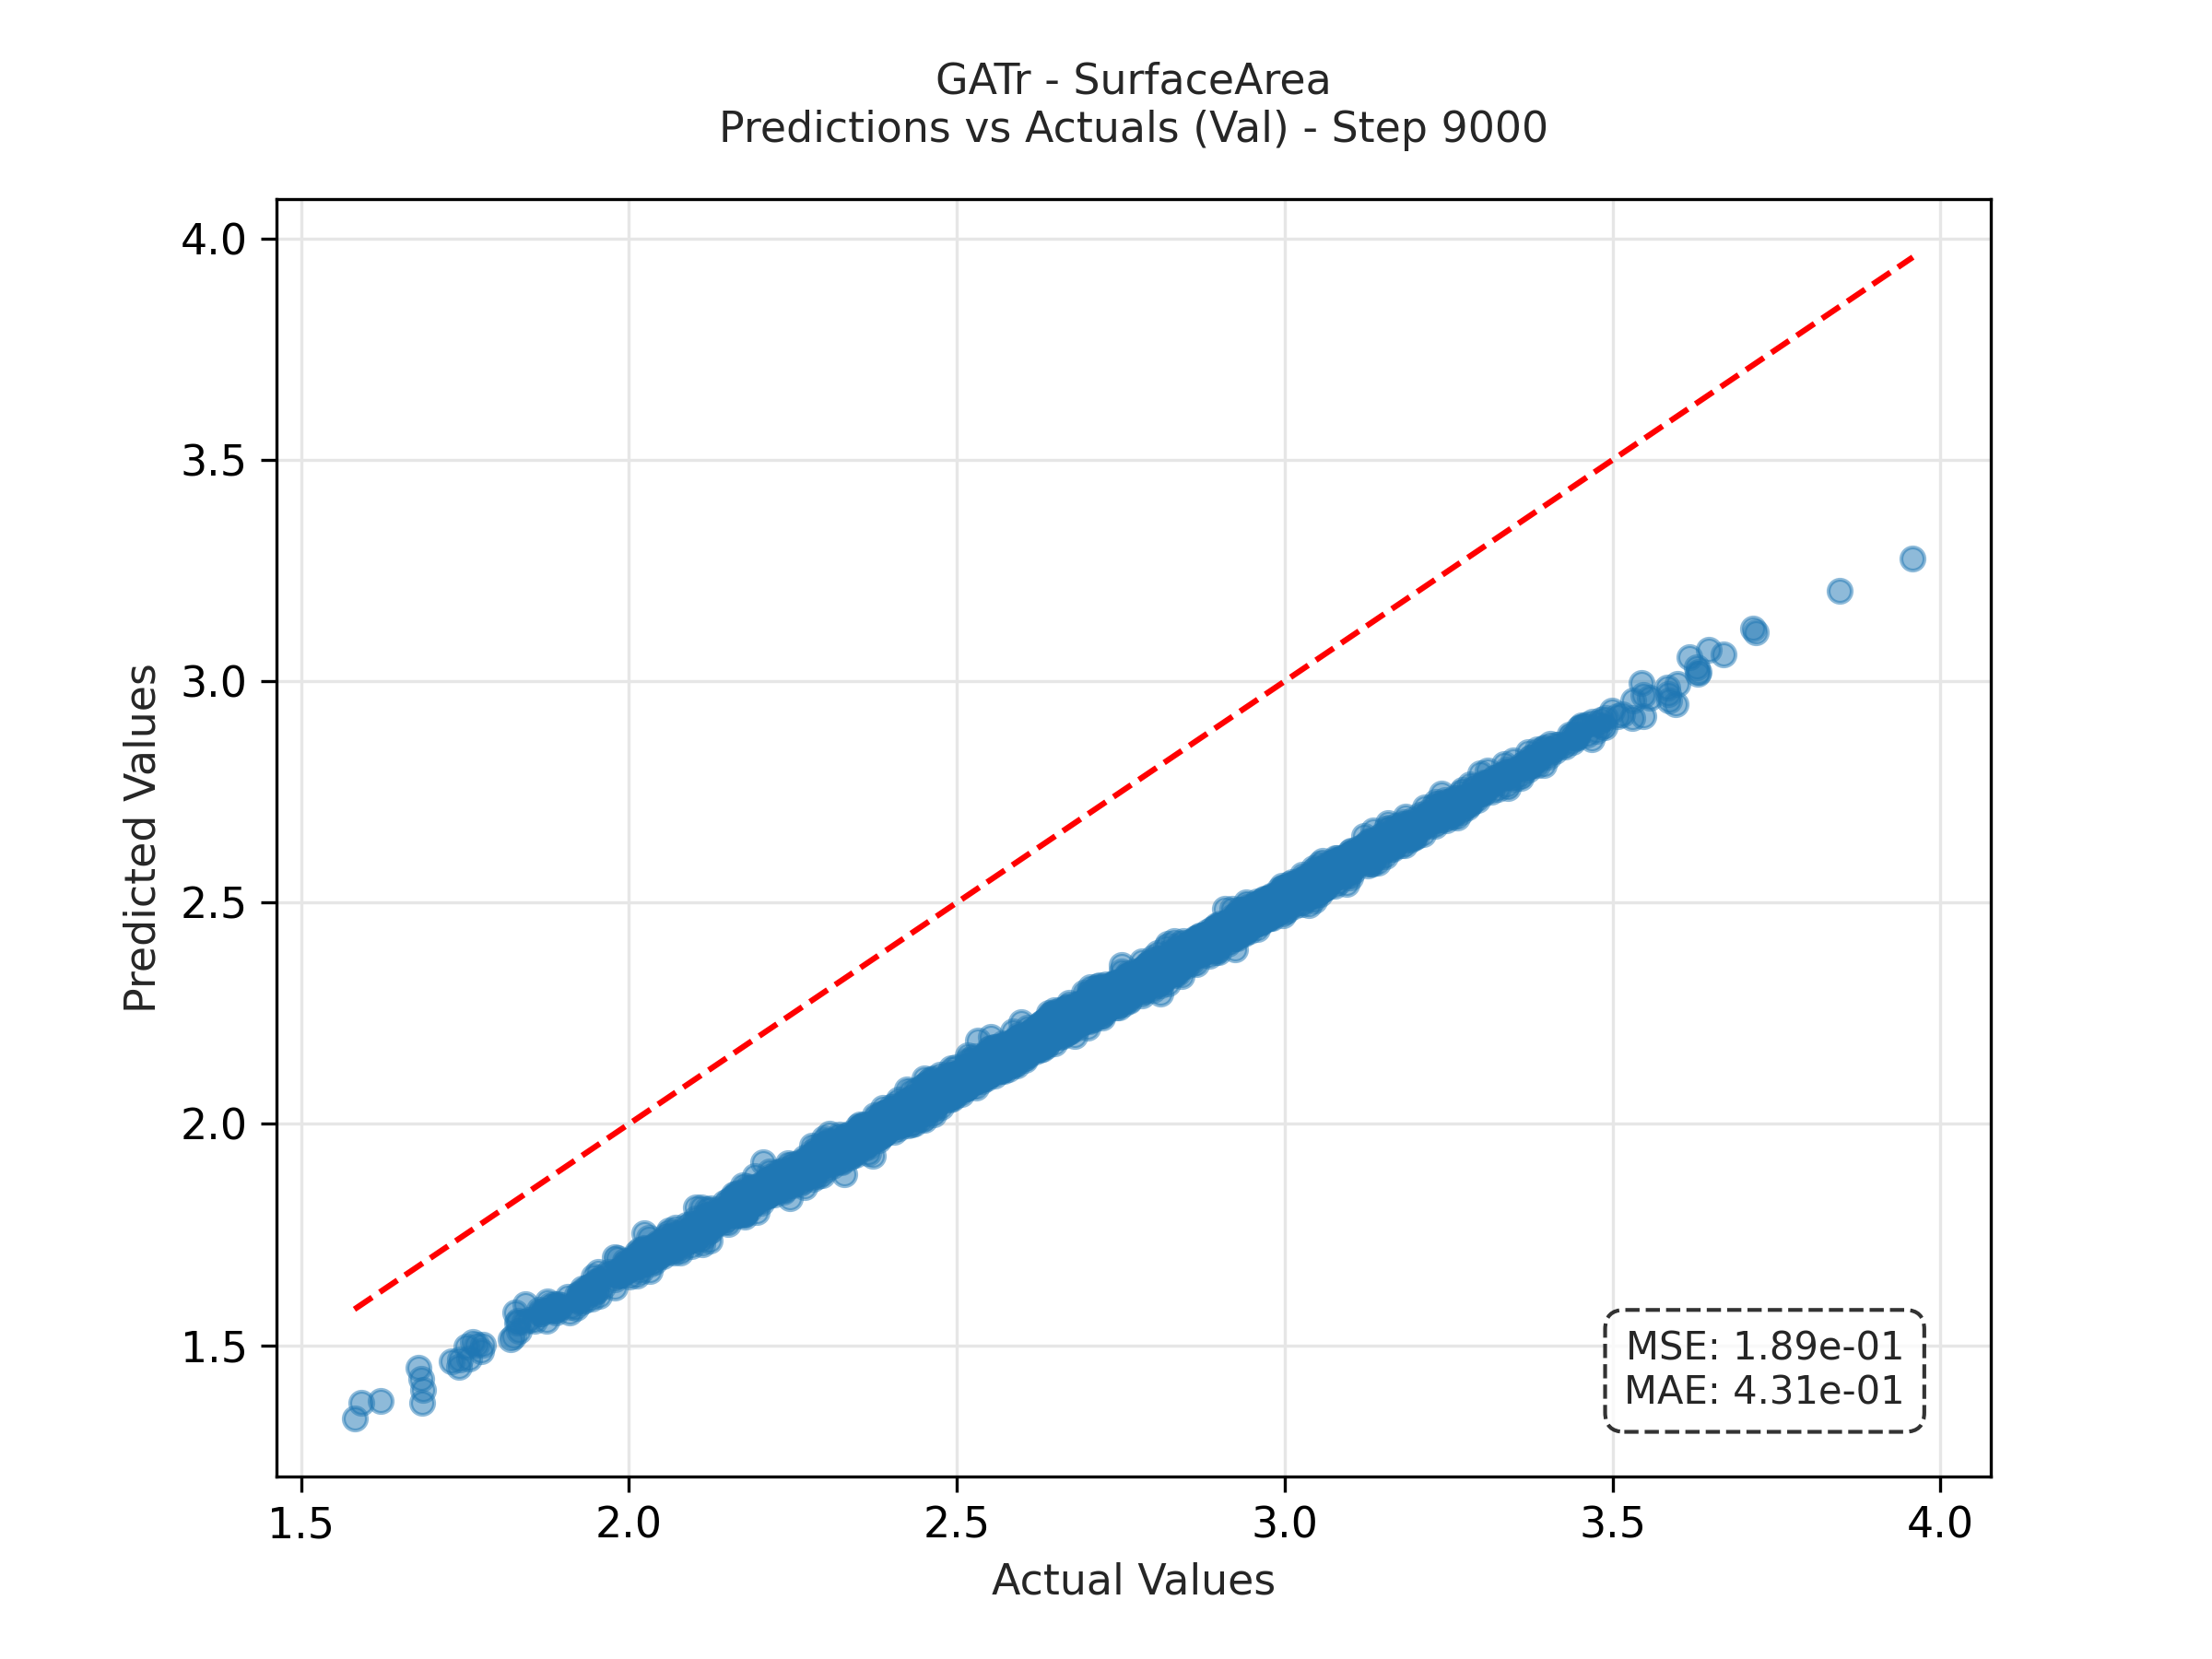 GATr - SurfaceArea
Predictions vs Actuals (Val) - Step 9000
4.0
3.5
3.0
2.5
2.0
1.5
Predicted Values
MSE: 1.89e-01
MAE: 4.31e-01
1.5 2.0 2.5 3.0 3.5 4.0
Actual Values